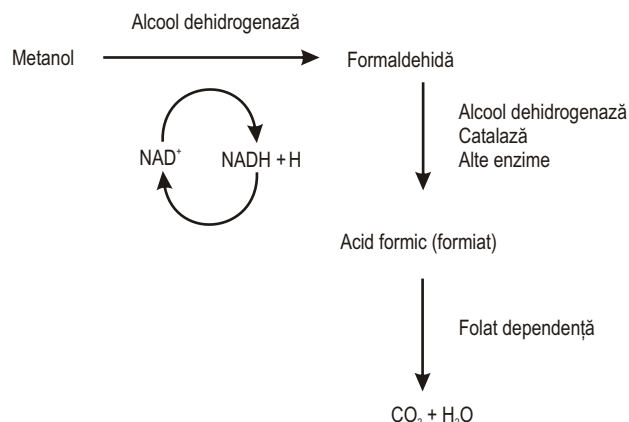 Alcool dehidrogenază
Metanol
Formaldehidă
Alcool dehidrogenază
Catalază
Alte enzime
NAD⁺
NADH + H
Acid formic (formiat)
Folat dependență
CO₂ + H₂O